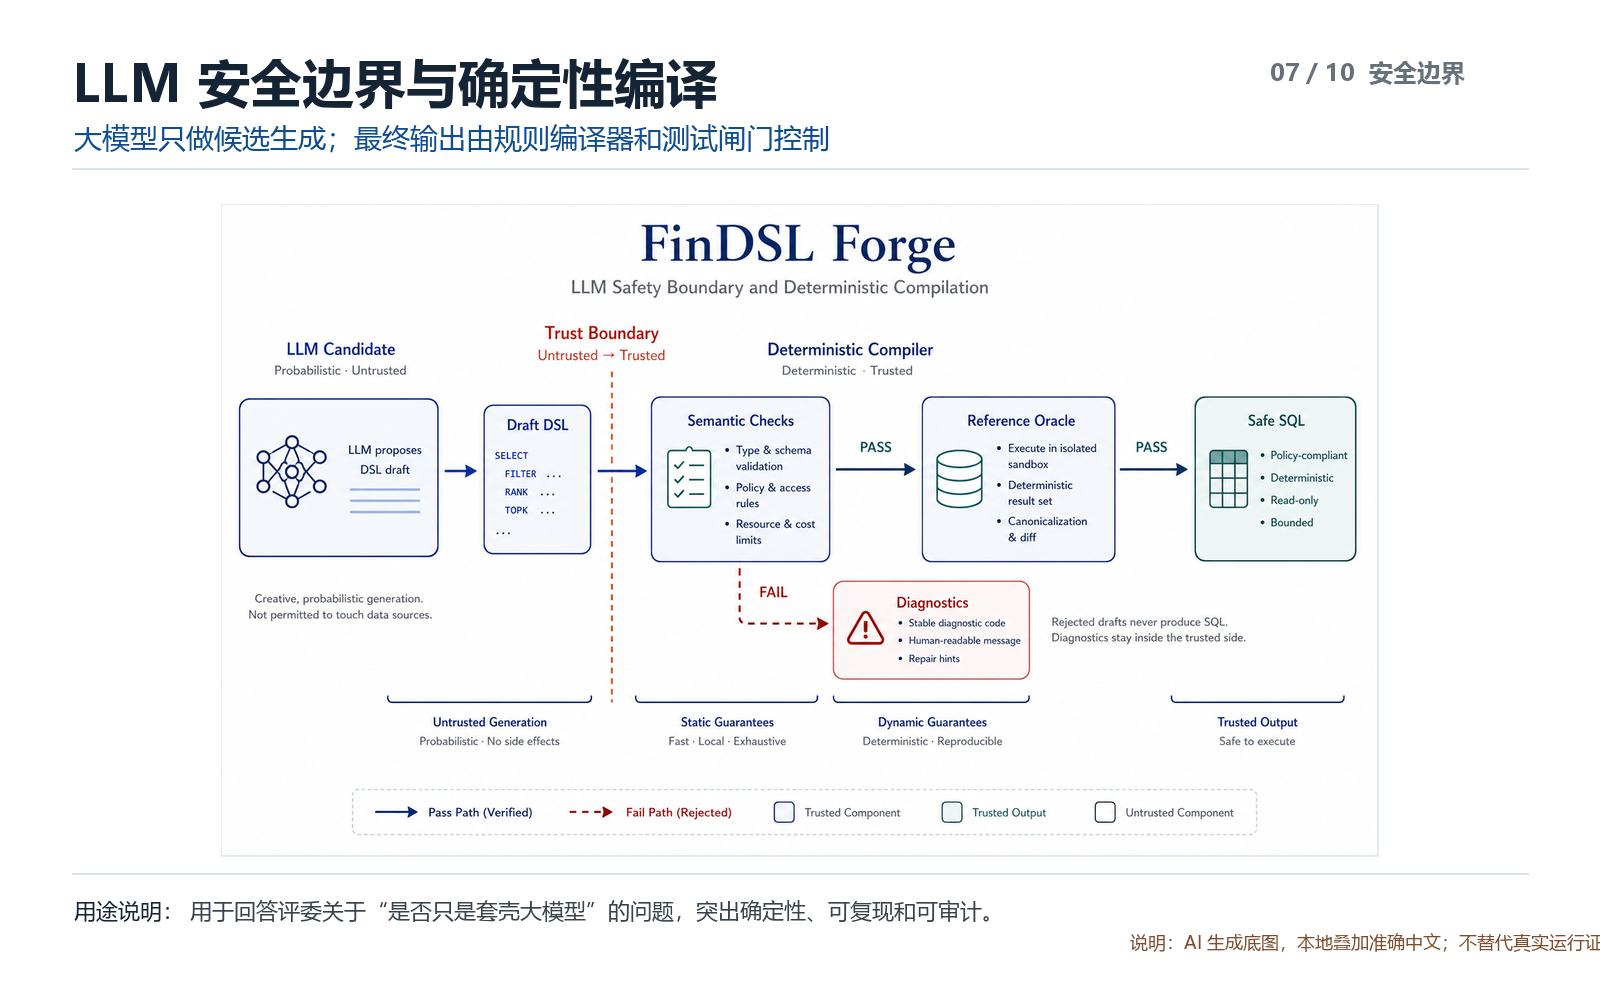 LLM 安全边界与确定性编译
07 / 10 安全边界
大模型只做候选生成；最终输出由规则编译器和测试闸门控制
FinDSL Forge
LLM Safety Boundary and Deterministic Compilation
LLM Candidate
Probabilistic · Untrusted
Trust Boundary
Untrusted → Trusted
Deterministic Compiler
Deterministic · Trusted
LLM proposes
DSL draft
Draft DSL
SELECT
FILTER ...
RANK ...
TOPK ...
...
Semantic Checks
• Type & schema
validation
• Policy & access
rules
• Resource & cost
limits
PASS
Reference Oracle
• Execute in isolated
sandbox
• Deterministic
result set
• Canonicalization
& diff
PASS
Safe SQL
• Policy-compliant
• Deterministic
• Read-only
• Bounded
Creative, probabilistic generation.
Not permitted to touch data sources.
FAIL
Diagnostics
• Stable diagnostic code
• Human-readable message
• Repair hints
Rejected drafts never produce SQL.
Diagnostics stay inside the trusted side.
Untrusted Generation
Probabilistic · No side effects
Static Guarantees
Fast · Local · Exhaustive
Dynamic Guarantees
Deterministic · Reproducible
Trusted Output
Safe to execute
Pass Path (Verified)
Fail Path (Rejected)
Trusted Component
Trusted Output
Untrusted Component
用途说明： 用于回答评委关于“是否只是套壳大模型”的问题，突出确定性、可复现和可审计。
说明：AI 生成底图，本地叠加准确中文；不替代真实运行证